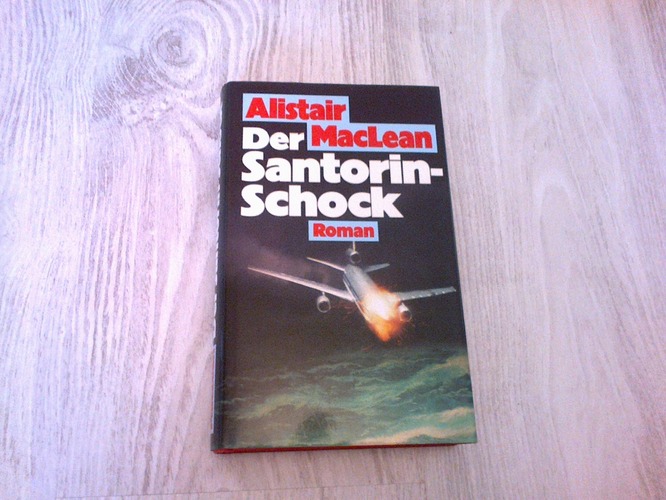 Alistair
MacLean
Der
Santorin-
Schock
Roman